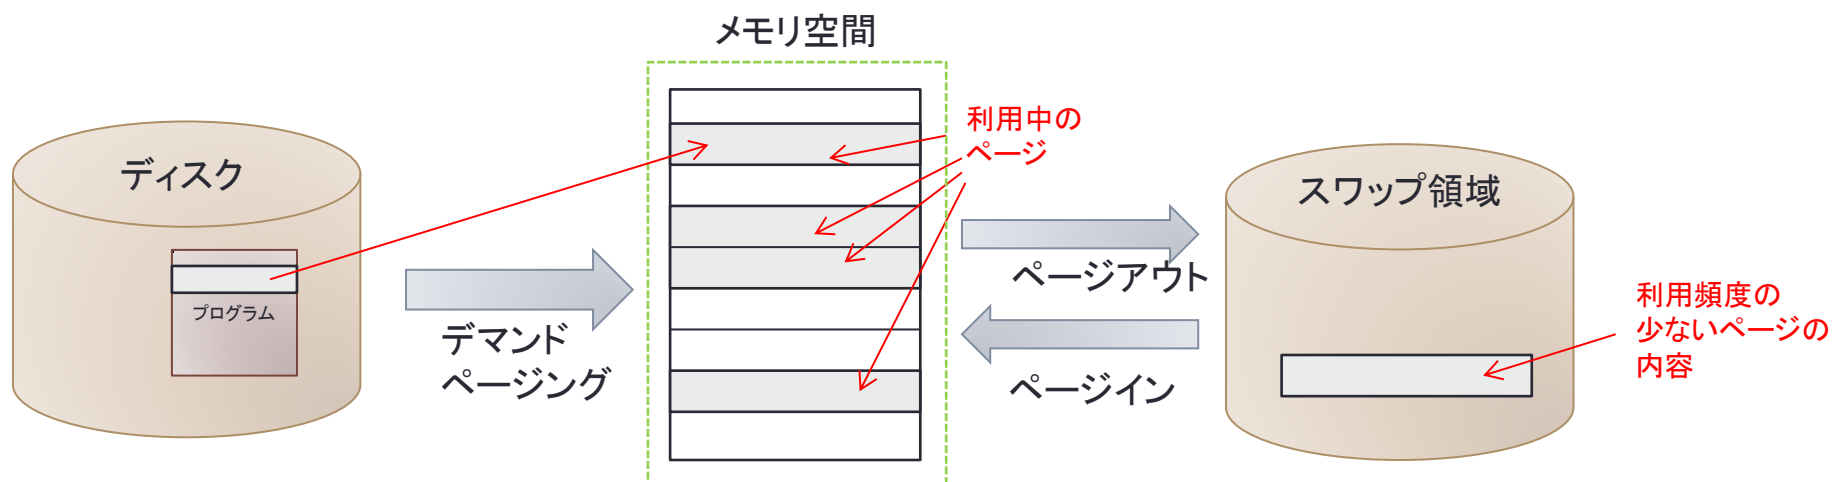 メモリ空間
利用中の
ページ
ディスク
プログラム
デマンド
ページング
ページアウト
ページイン
スワップ領域
利用頻度の
少ないページの
内容